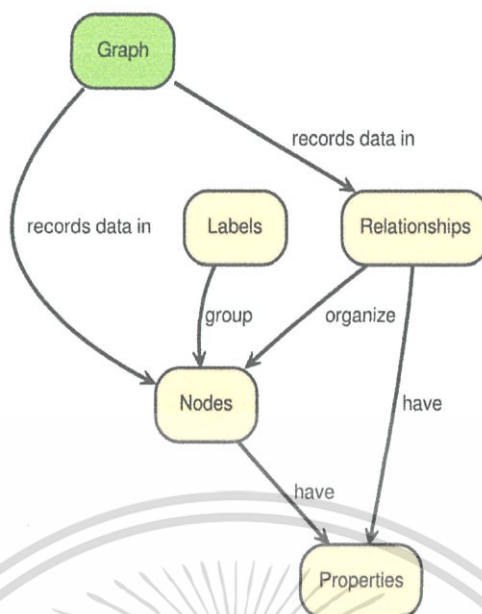 Graph
records data in
records data in
Labels
Relationships
group
organize
Nodes
have
have
Properties